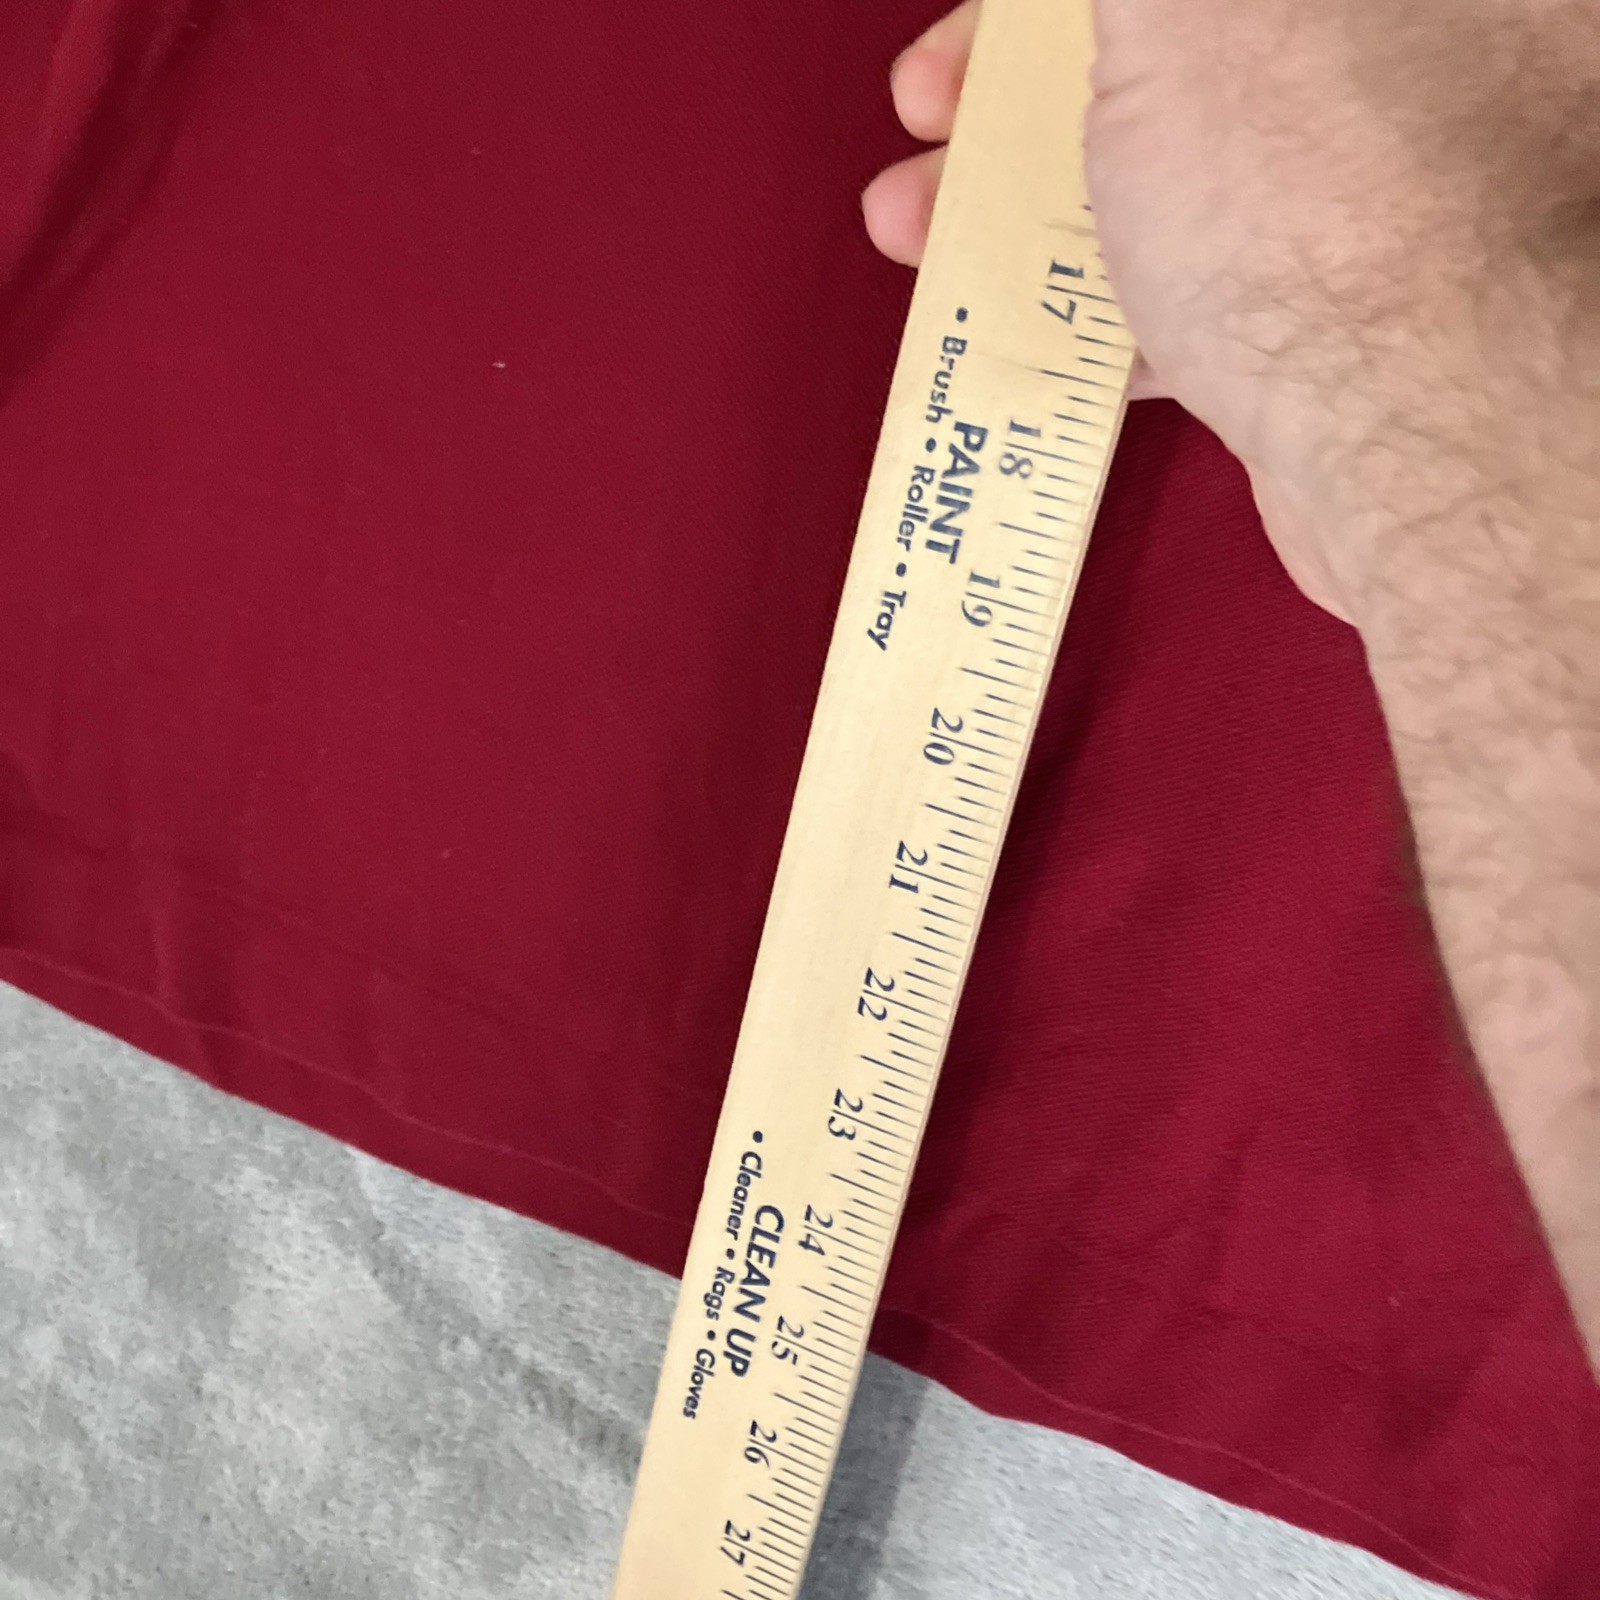 17 18 19 20 21 22 23 24 25 26 27
PAINT
• Brush • Roller • Tray
CLEAN UP
• Cleaner • Rags • Gloves